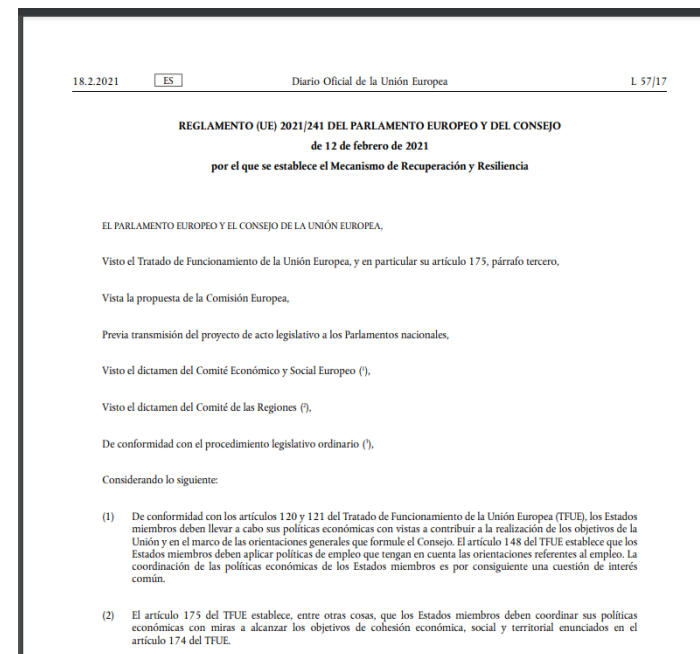 18.2.2021 ES Diario Oficial de la Unión Europea L 57/17
REGLAMENTO (UE) 2021/241 DEL PARLAMENTO EUROPEO Y DEL CONSEJO
de 12 de febrero de 2021
por el que se establece el Mecanismo de Recuperación y Resiliencia
EL PARLAMENTO EUROPEO Y EL CONSEJO DE LA UNIÓN EUROPEA,
Visto el Tratado de Funcionamiento de la Unión Europea, y en particular su artículo 175, párrafo tercero,
Vista la propuesta de la Comisión Europea,
Previa transmisión del proyecto de acto legislativo a los Parlamentos nacionales,
Visto el dictamen del Comité Económico y Social Europeo (¹),
Visto el dictamen del Comité de las Regiones (²),
De conformidad con el procedimiento legislativo ordinario (³),
Considerando lo siguiente:
(1) De conformidad con los artículos 120 y 121 del Tratado de Funcionamiento de la Unión Europea (TFUE), los Estados
miembros deben llevar a cabo sus políticas económicas con vistas a contribuir a la realización de los objetivos de la
Unión y en el marco de las orientaciones generales que formule el Consejo. El artículo 148 del TFUE establece que los
Estados miembros deben aplicar políticas de empleo que tengan en cuenta las orientaciones referentes al empleo. La
coordinación de las políticas económicas de los Estados miembros es por consiguiente una cuestión de interés
común.
(2) El artículo 175 del TFUE establece, entre otras cosas, que los Estados miembros deben coordinar sus políticas
económicas con miras a alcanzar los objetivos de cohesión económica, social y territorial enunciados en el
artículo 174 del TFUE.